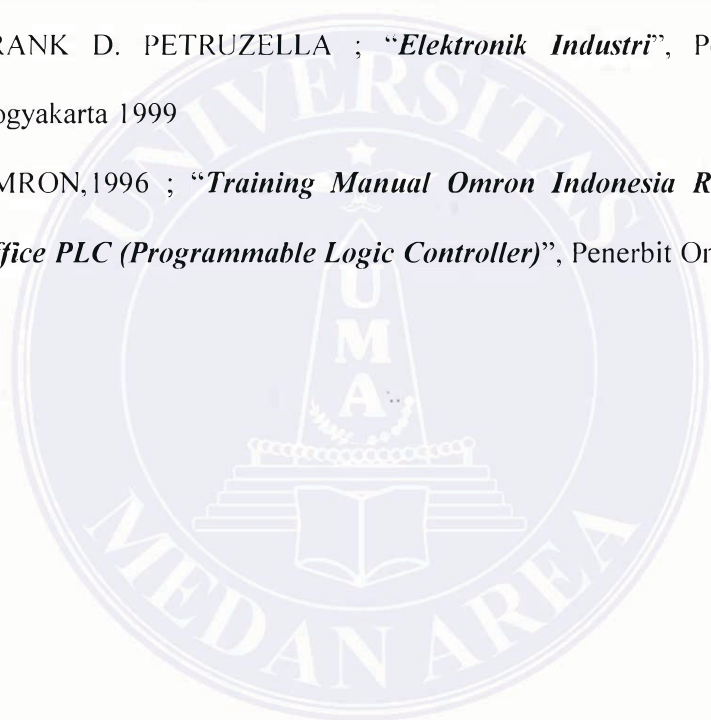 RANK D. PETRUZELLA ; “Elektronik Industri”, P
ogyakarta 1999
MRON,1996 ; “Training Manual Omron Indonesia R
ffice PLC (Programmable Logic Controller)”, Penerbit Or
UNIVERSITAS
U
M
A
MEDAN AREA